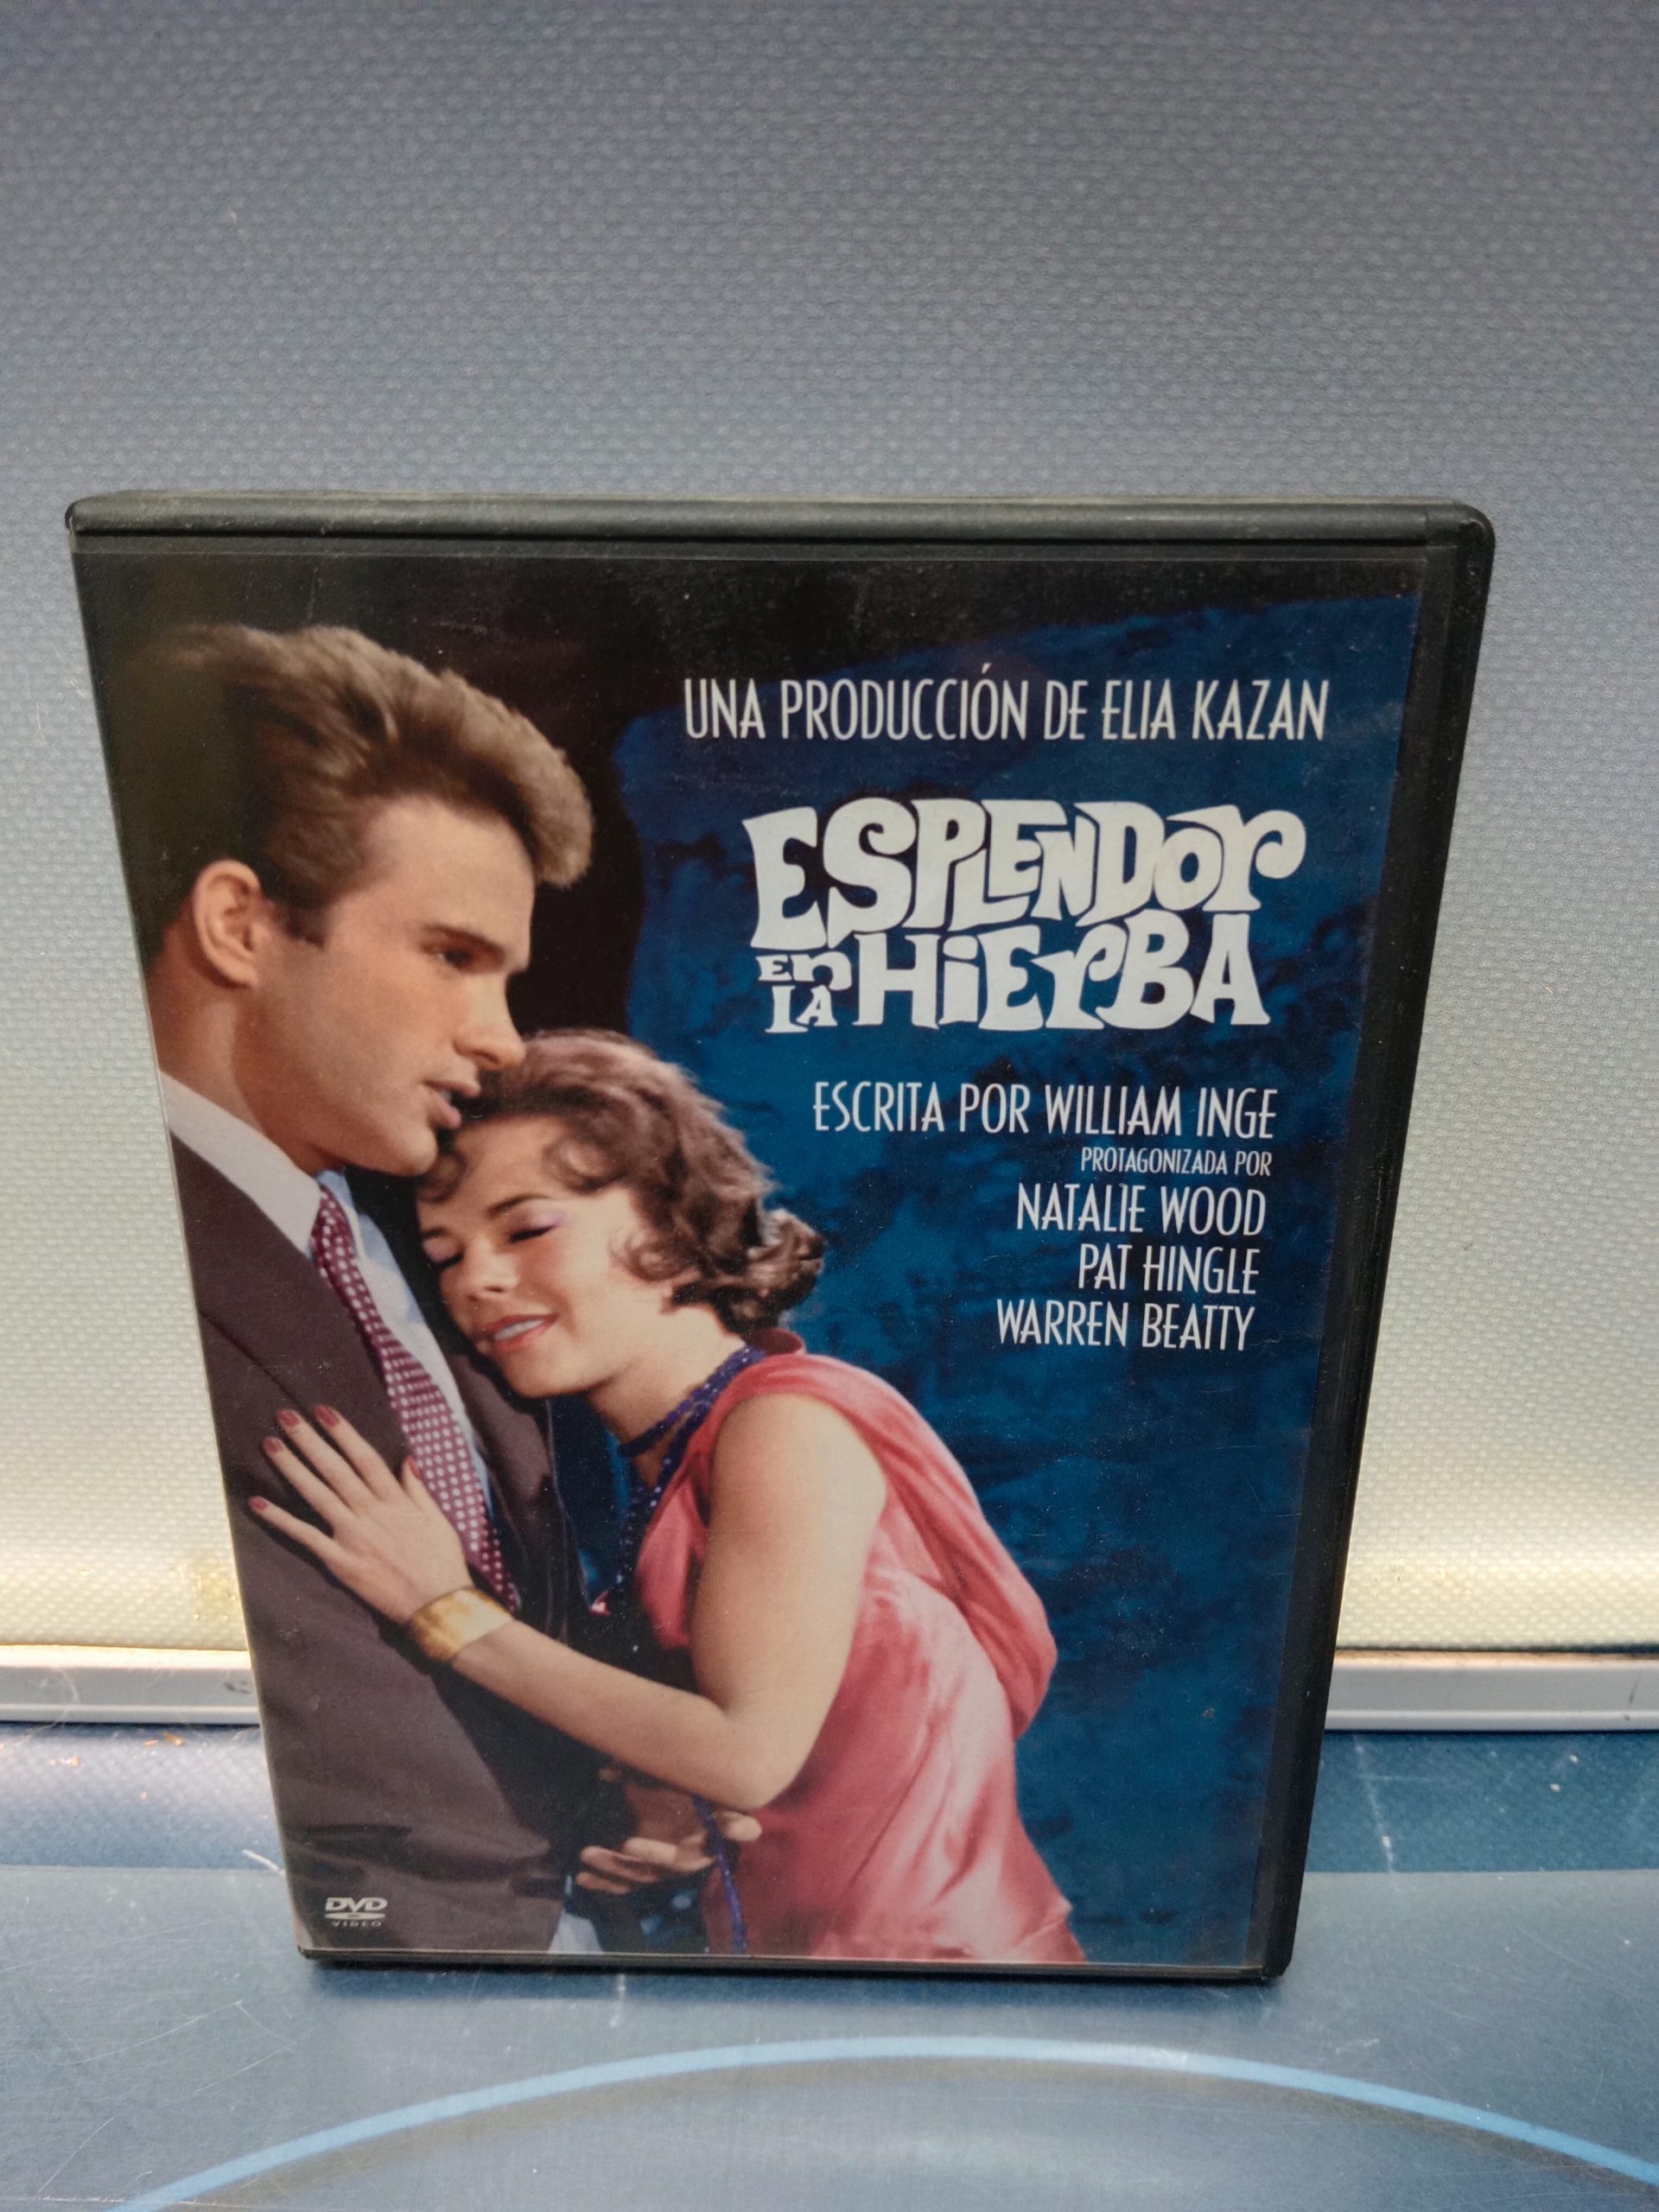 UNA PRODUCCIÓN DE ELIA KAZAN
ESPLENDOR
EN LA HIERBA
ESCRITA POR WILLIAM INGE
PROTAGONIZADA POR
NATALIE WOOD
PAT HINGLE
WARREN BEATTY
DVD
VIDEO